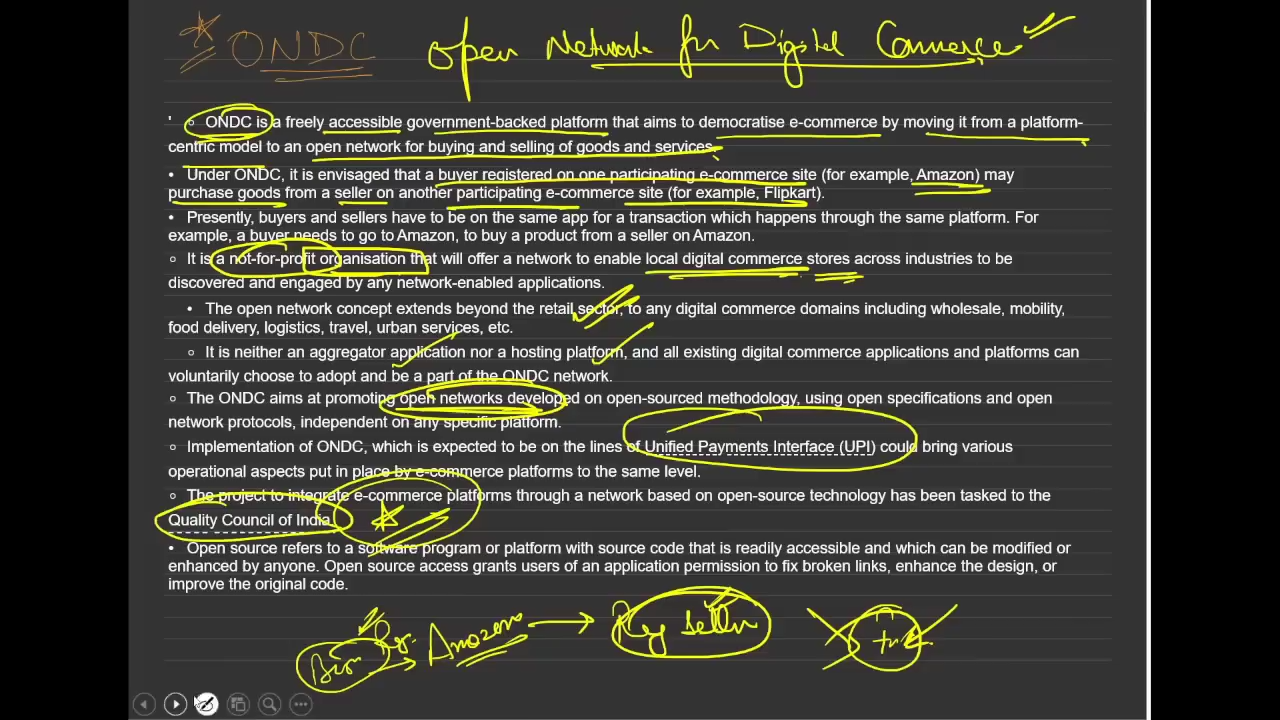 ONDC Open Network for Digital Commerce
' ◦ ONDC is a freely accessible government-backed platform that aims to democratise e-commerce by moving it from a platform-
centric model to an open network for buying and selling of goods and services.
• Under ONDC, it is envisaged that a buyer registered on one participating e-commerce site (for example, Amazon) may
purchase goods from a seller on another participating e-commerce site (for example, Flipkart).
• Presently, buyers and sellers have to be on the same app for a transaction which happens through the same platform. For
example, a buyer needs to go to Amazon, to buy a product from a seller on Amazon.
◦ It is a not-for-profit organisation that will offer a network to enable local digital commerce stores across industries to be
discovered and engaged by any network-enabled applications.
• The open network concept extends beyond the retail sector, to any digital commerce domains including wholesale, mobility,
food delivery, logistics, travel, urban services, etc.
◦ It is neither an aggregator application nor a hosting platform, and all existing digital commerce applications and platforms can
voluntarily choose to adopt and be a part of the ONDC network.
◦ The ONDC aims at promoting open networks developed on open-sourced methodology, using open specifications and open
network protocols, independent on any specific platform.
◦ Implementation of ONDC, which is expected to be on the lines of Unified Payments Interface (UPI) could bring various
operational aspects put in place by e-commerce platforms to the same level.
◦ The project to integrate e-commerce platforms through a network based on open-source technology has been tasked to the
Quality Council of India.
• Open source refers to a software program or platform with source code that is readily accessible and which can be modified or
enhanced by anyone. Open source access grants users of an application permission to fix broken links, enhance the design, or
improve the original code.
Amazon